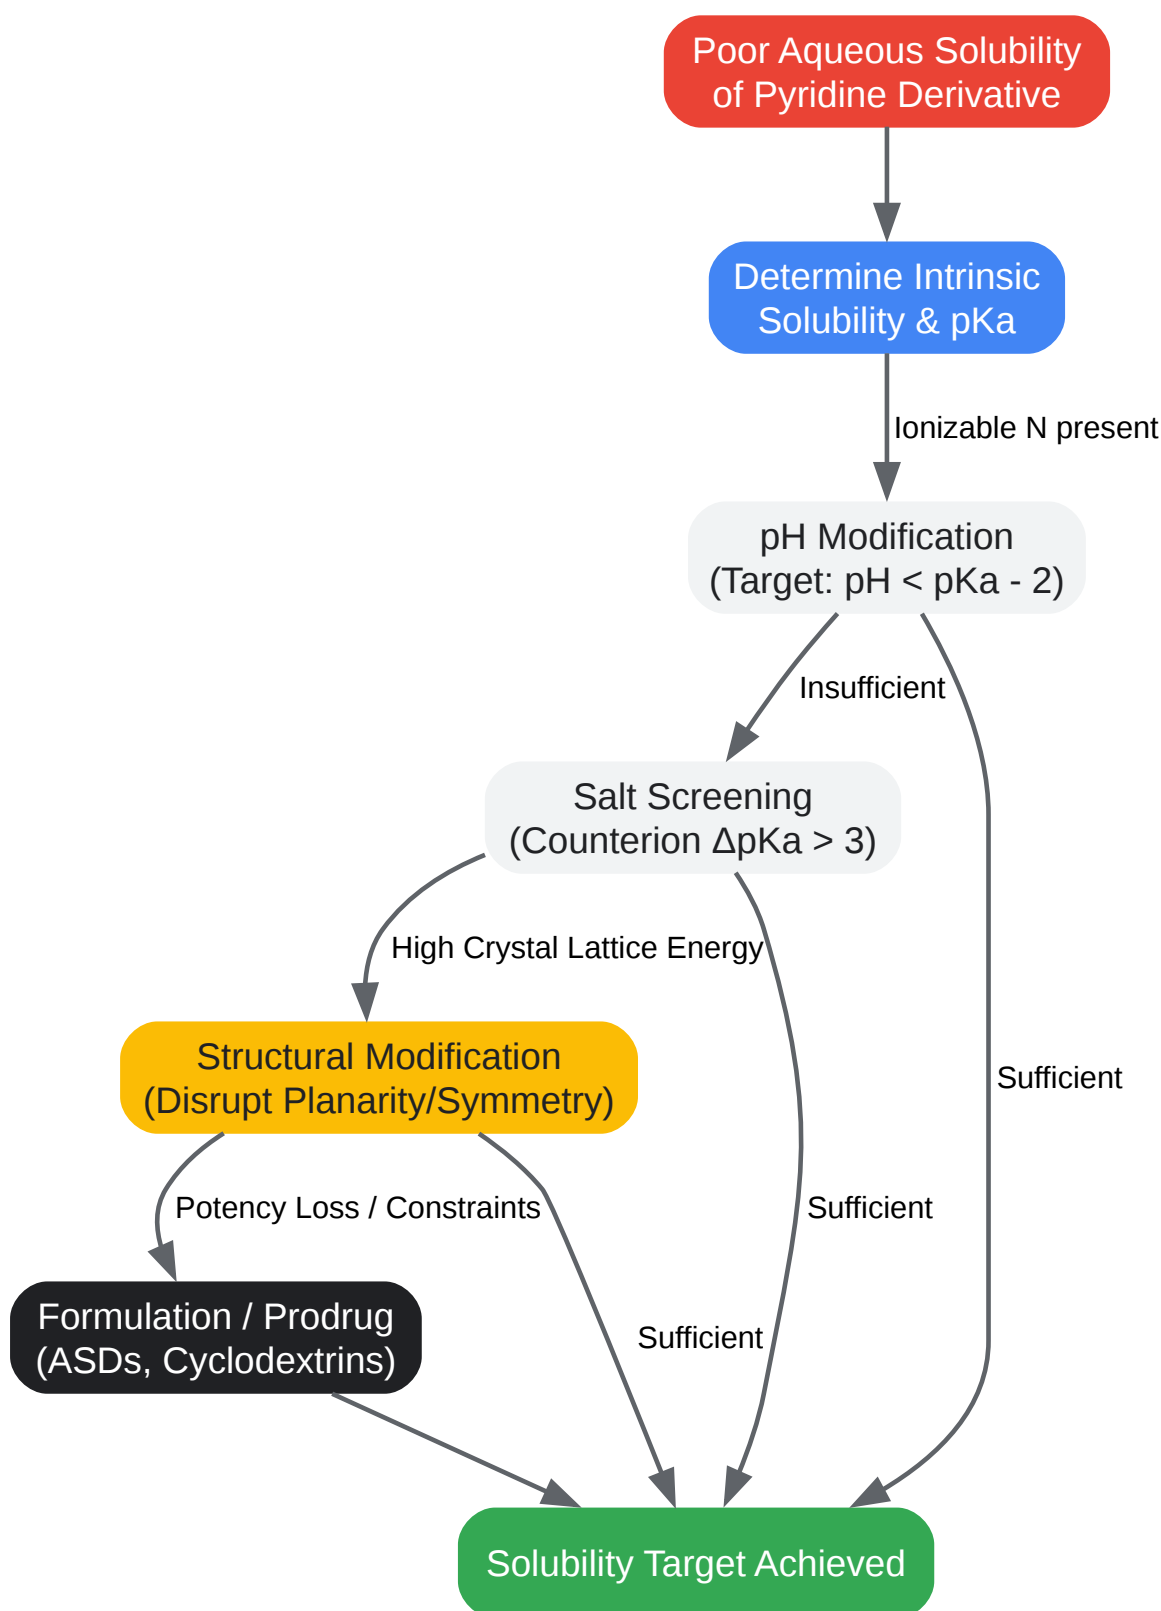 Poor Aqueous Solubility
of Pyridine Derivative
Determine Intrinsic
Solubility & pKa
Ionizable N present
pH Modification
(Target: pH < pKa - 2)
Insufficient
Salt Screening
(Counterion ΔpKa > 3)
High Crystal Lattice Energy
Structural Modification
(Disrupt Planarity/Symmetry)
Sufficient
Potency Loss / Constraints
Sufficient
Formulation / Prodrug
(ASDs, Cyclodextrins)
Sufficient
Solubility Target Achieved